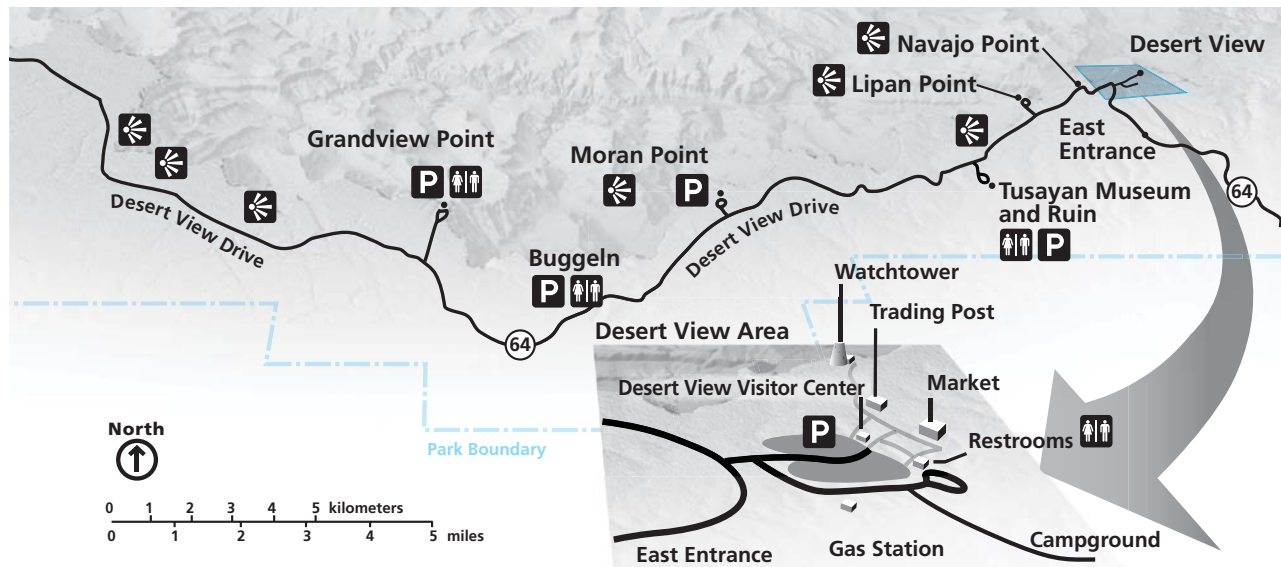 Navajo Point
Desert View
Lipan Point
Grandview Point
Moran Point
East
Entrance
Tusayan Museum
and Ruin
64
P
P
P
Desert View Drive
Desert View Drive
Buggeln
P
Watchtower
Trading Post
64
Desert View Area
Desert View Visitor Center
Market
P
Restrooms
North
Park Boundary
0 1 2 3 4 5 kilometers
0 1 2 3 4 5 miles
East Entrance
Gas Station
Campground